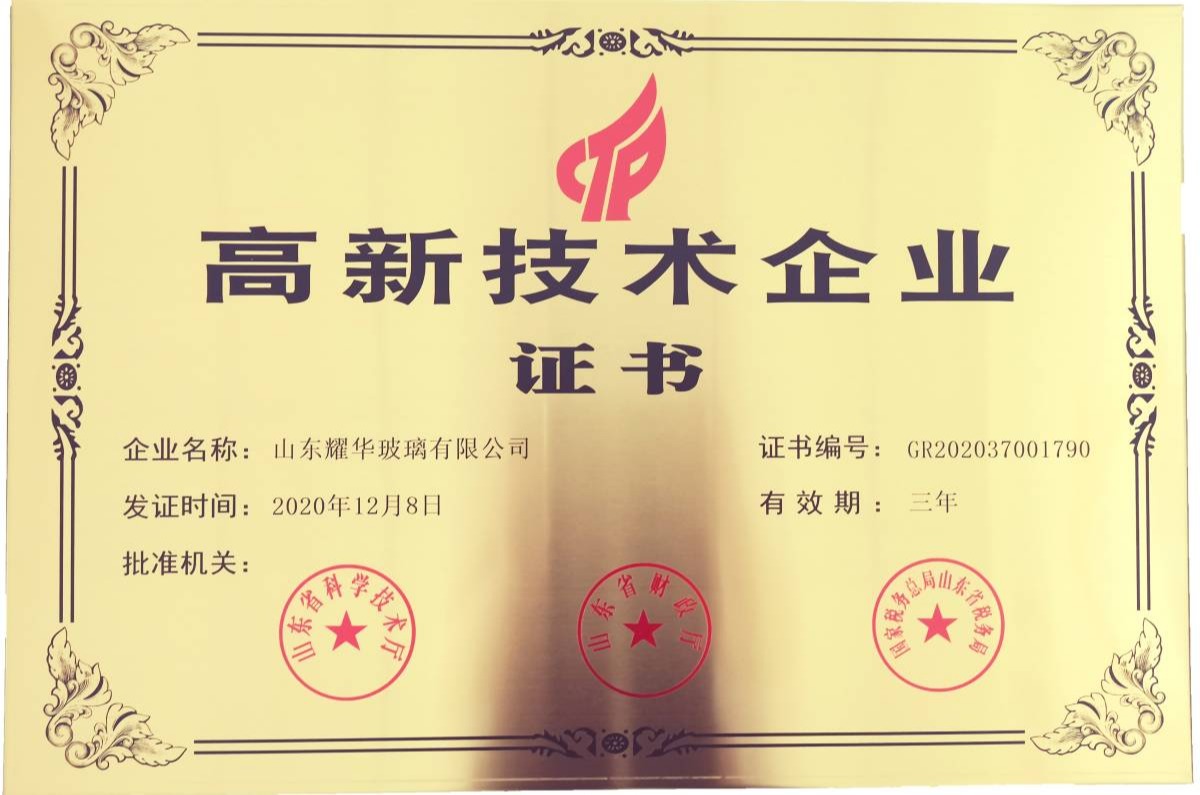 CTP
高新技术企业
证书
企业名称：山东耀华玻璃有限公司
证书编号：GR202037001790
发证时间：2020年12月8日
有效期：三年
批准机关：
山东省科学技术厅
山东省财政厅
国家税务总局山东省税务局